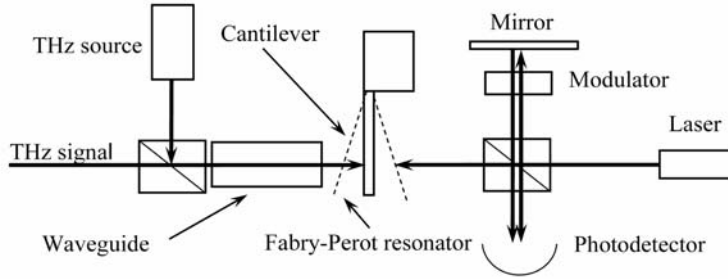 THz source
Cantilever
Mirror
Modulator
Laser
THz signal
Waveguide
Fabry-Perot resonator
Photodetector